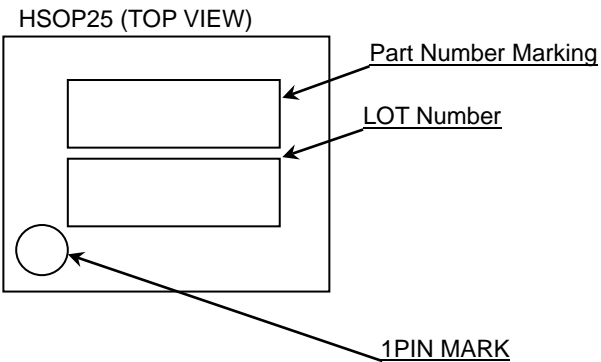 HSOP25 (TOP VIEW)
Part Number Marking
LOT Number
1PIN MARK